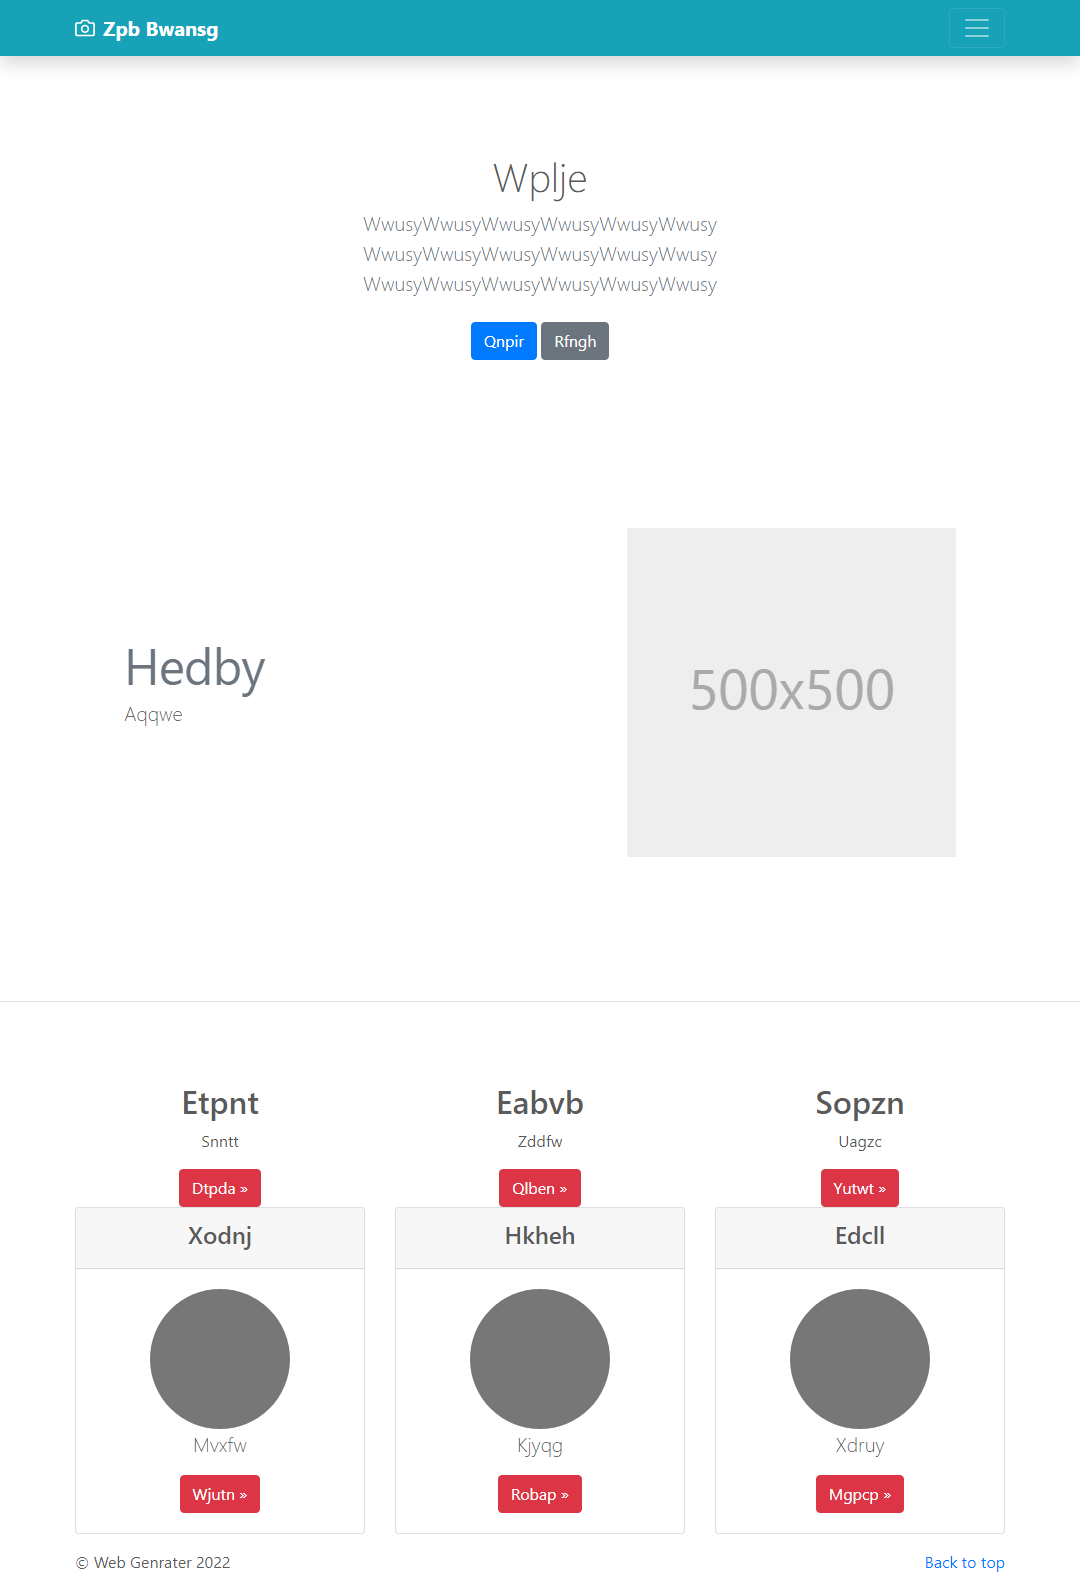 Zpb Bwansg
Wplje
WwusyWwusyWwusyWwusyWwusyWwusy
WwusyWwusyWwusyWwusyWwusyWwusy
WwusyWwusyWwusyWwusyWwusyWwusy
Qnpir Rfngh
Hedby
Aqqwe
500x500
Etpnt Eabvb Sopzn
Snntt Zddfw Uagzc
Dtpda » Qlben » Yutwt »
Xodnj Hkheh Edcll
Mvxfw Kjyqg Xdruy
Wjutn » Robap » Mgpcp »
© Web Genrater 2022 Back to top